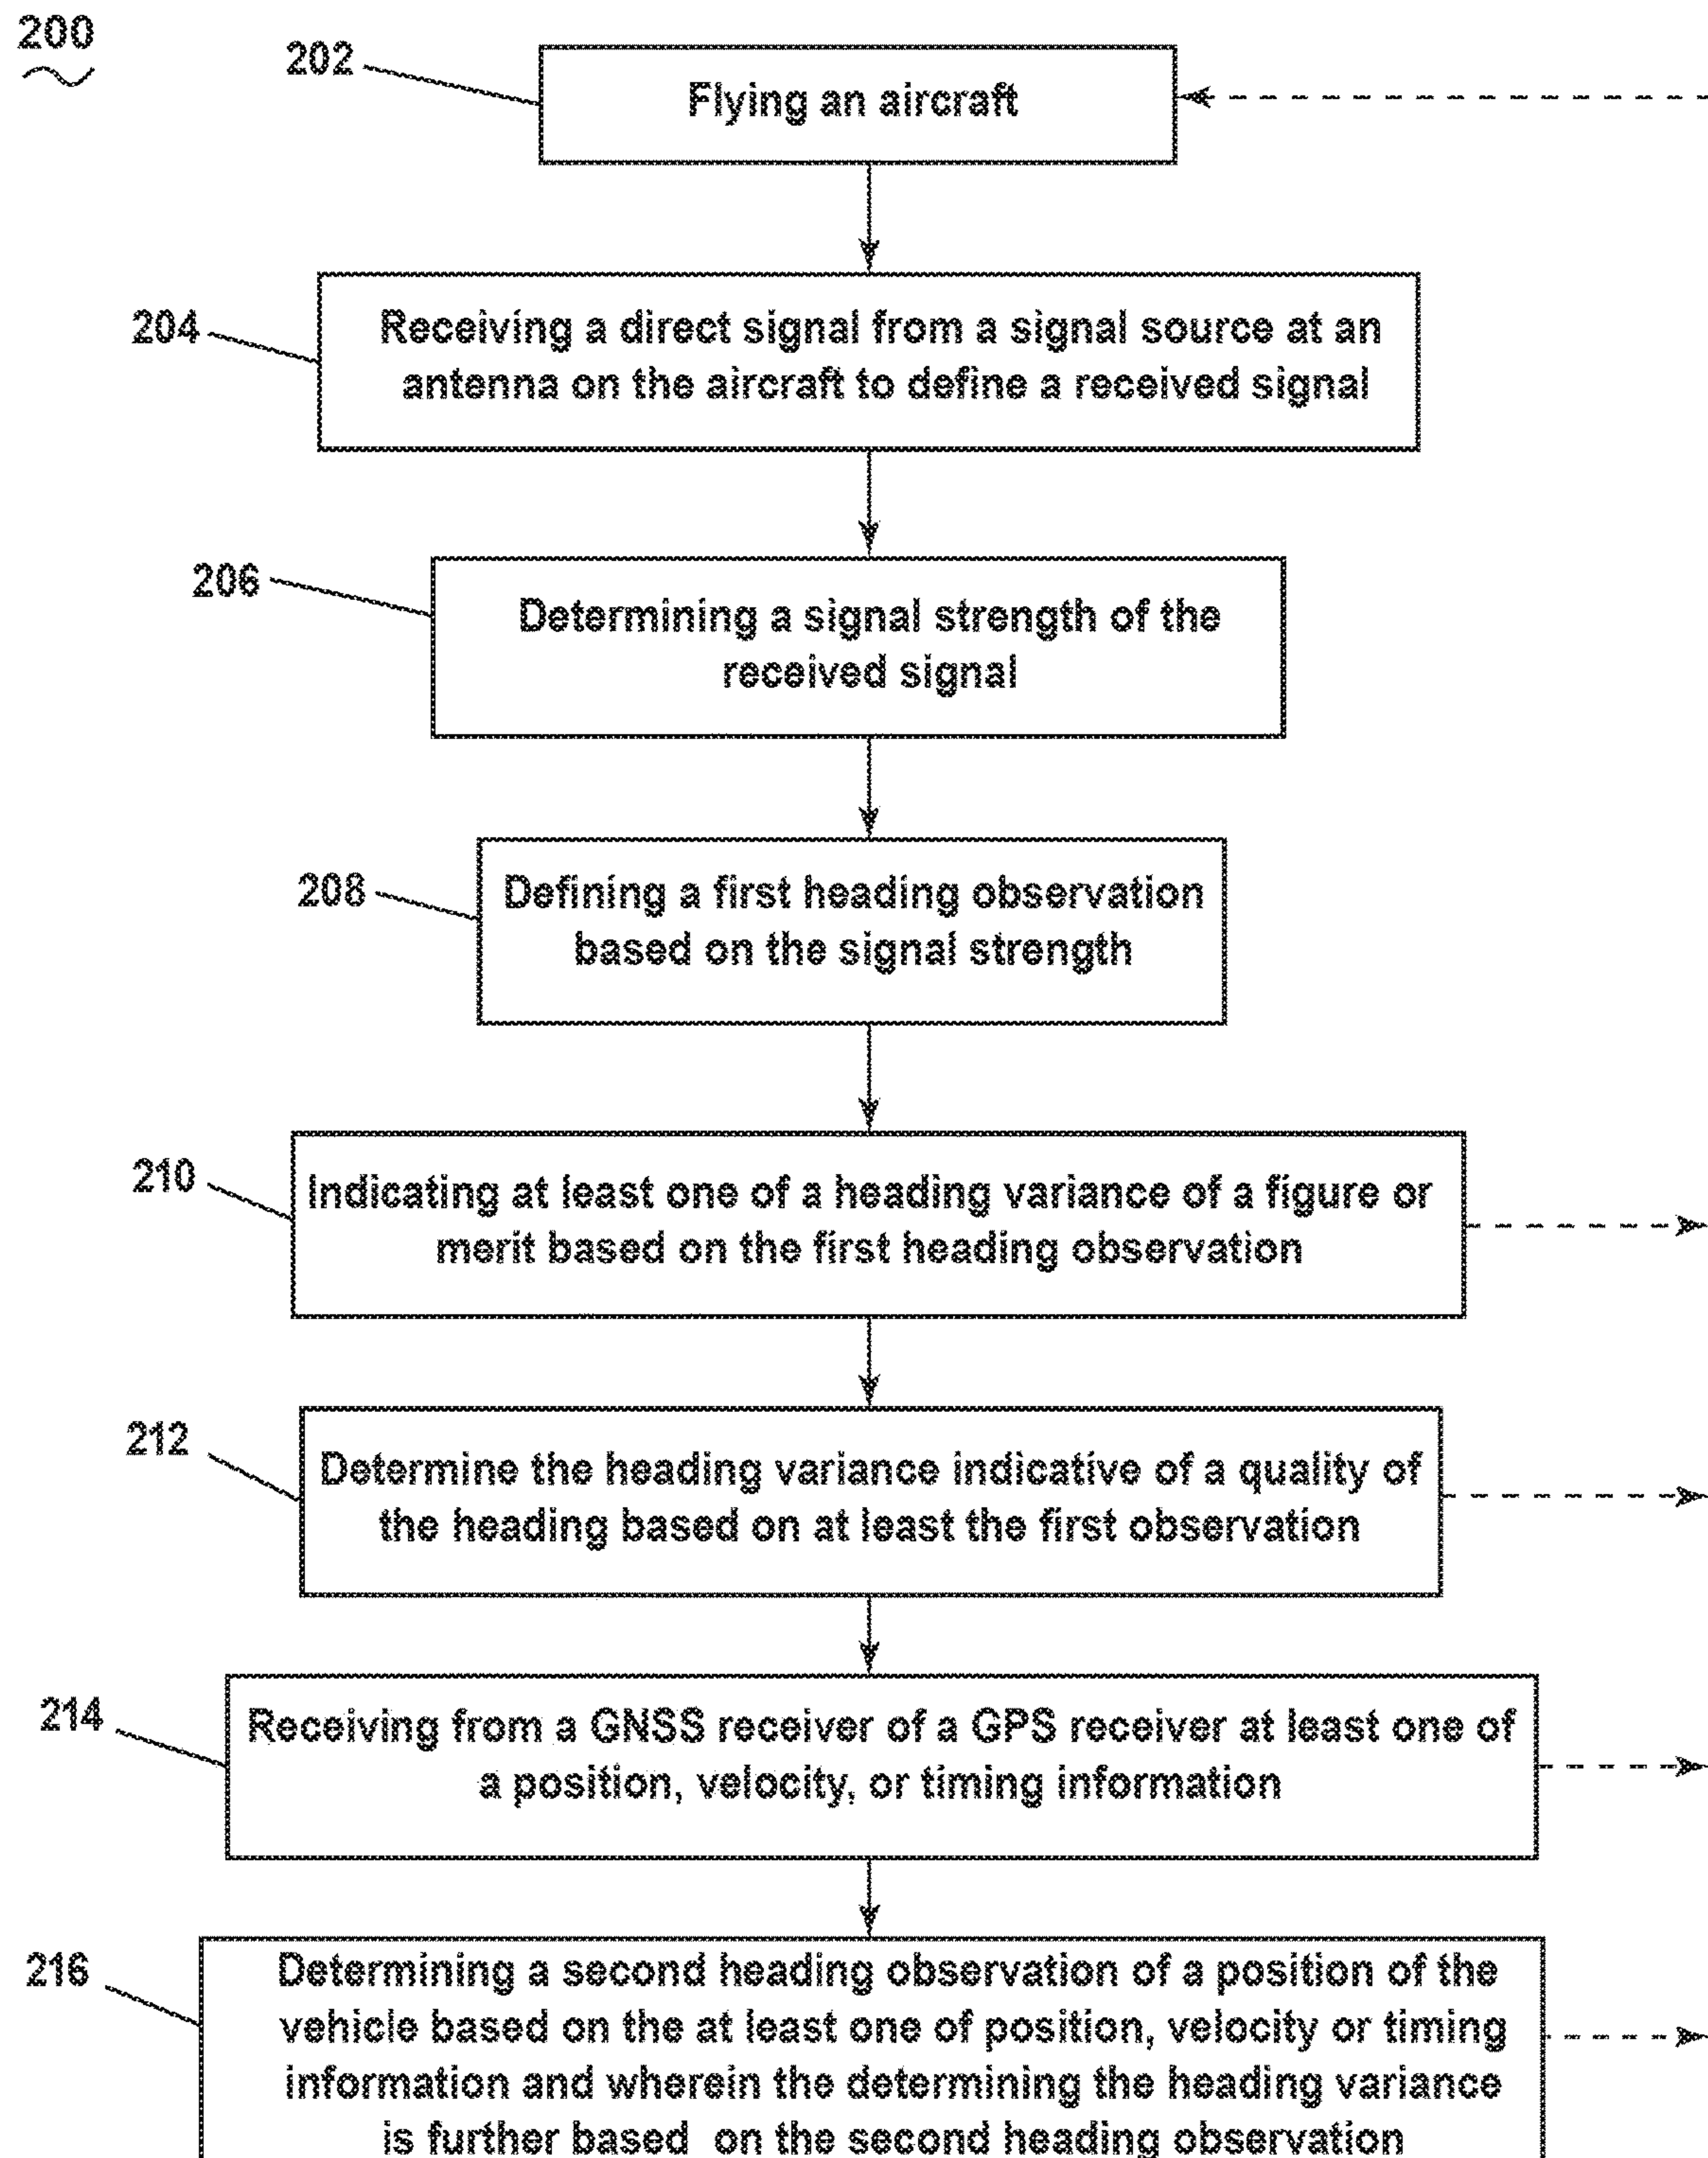 200
202
Flying an aircraft
204
Receiving a direct signal from a signal source at an
antenna on the aircraft to define a received signal
206
Determining a signal strength of the
received signal
208
Defining a first heading observation
based on the signal strength
210
Indicating at least one of a heading variance of a figure or
merit based on the first heading observation
212
Determine the heading variance indicative of a quality of
the heading based on at least the first observation
214
Receiving from a GNSS receiver of a GPS receiver at least one of
a position, velocity, or timing information
216
Determining a second heading observation of a position of the
vehicle based on the at least one of position, velocity or timing
information and wherein the determining the heading variance
is further based on the second heading observation